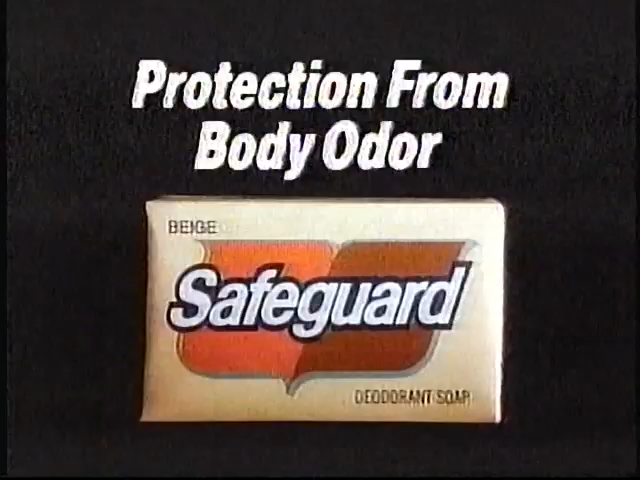 Protection From
Body Odor
BEIGE
Safeguard
DEODORANT SOAP